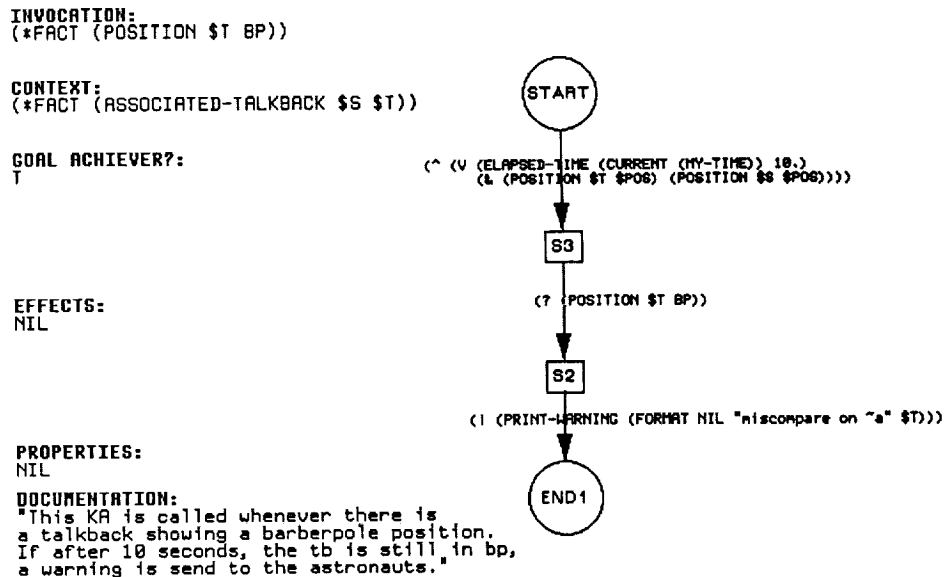 INVOCATION:
(*FACT (POSITION $T BP))
CONTEXT:
(*FACT (ASSOCIATED-TALKBACK $S $T))
GOAL ACHIEVER?:
T
EFFECTS:
NIL
PROPERTIES:
NIL
DOCUMENTATION:
"This KA is called whenever there is
a talkback showing a barberpole position.
If after 10 seconds, the tb is still in bp,
a warning is send to the astronauts."
START
(^ (V (ELAPSED-TIME (CURRENT (MY-TIME)) 10.)
(& (POSITION $T $POS) (POSITION $S $POS))))
S3
(? (POSITION $T BP))
S2
(! (PRINT-WARNING (FORMAT NIL "miscompare on ~a" $T)))
END1